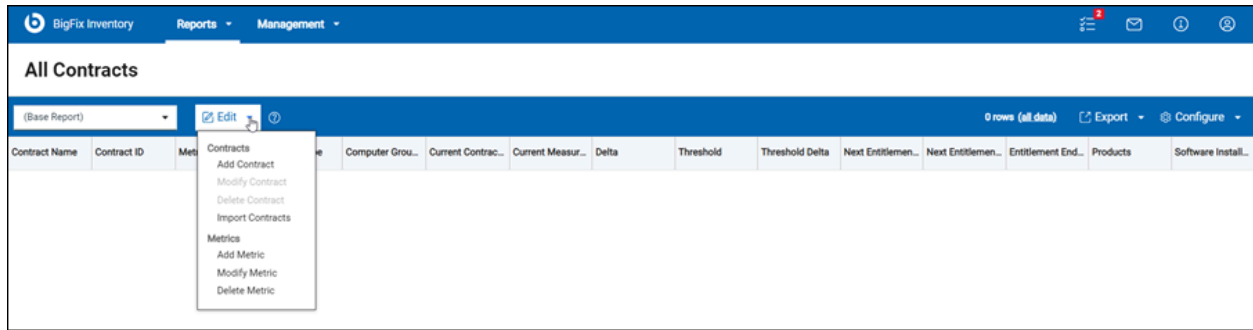 BigFix Inventory Reports Management 2
All Contracts
(Base Report) Edit 0 rows (all data) Export Configure
Contract Name Contract ID Met e Computer Grou... Current Contrac... Current Measur... Delta Threshold Threshold Delta Next Entitlemen... Next Entitlemen... Entitlement End... Products Software Install...
Contracts
Add Contract
Modify Contract
Delete Contract
Import Contracts
Metrics
Add Metric
Modify Metric
Delete Metric